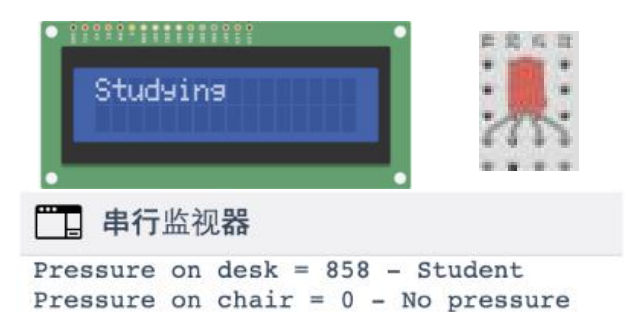 Studying
串行监视器
Pressure on desk = 858 - Student
Pressure on chair = 0 - No pressure